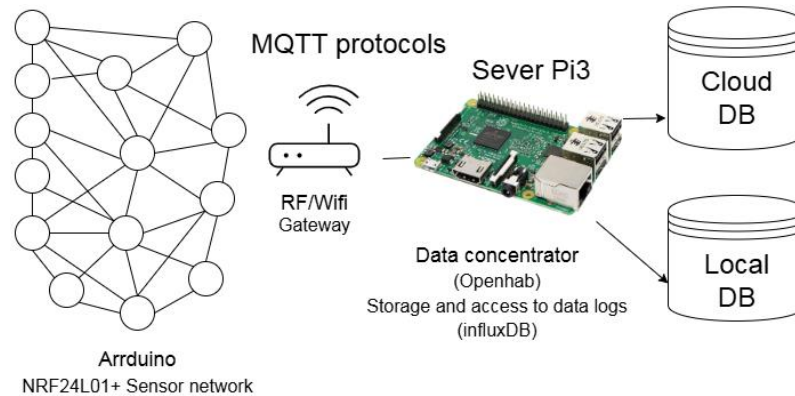 MQTT protocols
Sever Pi3
Cloud
DB
RF/Wifi
Gateway
Data concentrator
(Openhab)
Storage and access to data logs
(influxDB)
Local
DB
Arrduino
NRF24L01+ Sensor network